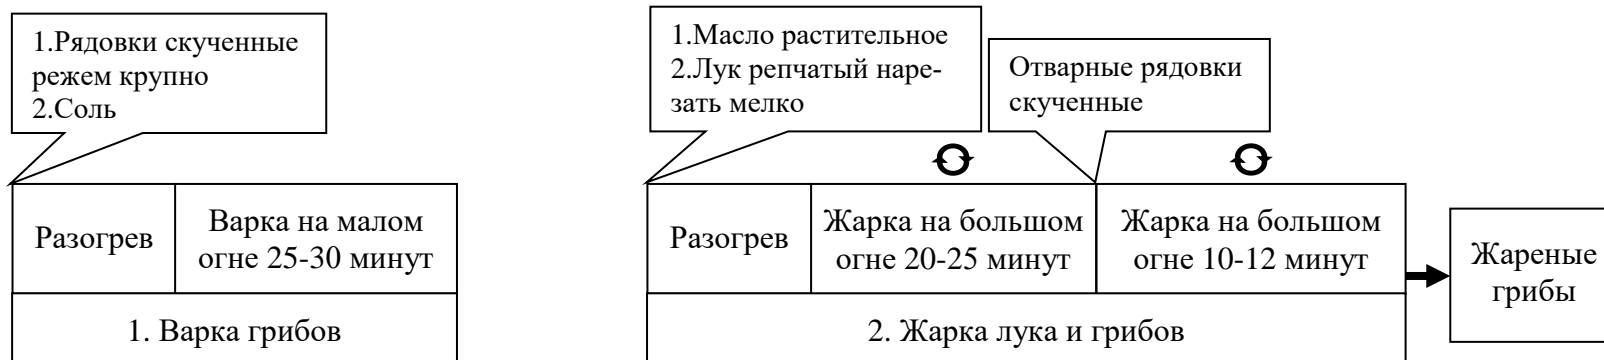 1.Рядовки скученные
режем крупно
2.Соль
1.Масло растительное
2.Лук репчатый наре-
зать мелко
Отварные рядовки
скученные
Разогрев
Варка на малом
огне 25-30 минут
1. Варка грибов
Разогрев
Жарка на большом
огне 20-25 минут
Жарка на большом
огне 10-12 минут
2. Жарка лука и грибов
Жареные
грибы